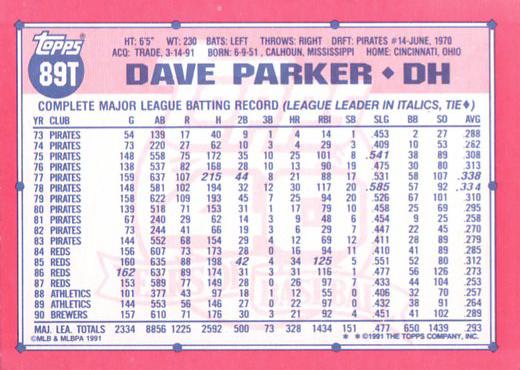 topps
89T
HT: 6'5" WT: 230 BATS: LEFT THROWS: RIGHT DRFT: PIRATES #14-JUNE, 1970
ACQ: TRADE, 3-14-91 BORN: 6-9-51, CALHOUN, MISSISSIPPI HOME: CINCINNATI, OHIO
DAVE PARKER ◆ DH
COMPLETE MAJOR LEAGUE BATTING RECORD (LEAGUE LEADER IN ITALICS, TIE◆)
YR CLUB G AB R H 2B 3B HR RBI SB SLG BB SO AVG
73 PIRATES 54 139 17 40 9 1 4 14 1 .453 2 27 .288
74 PIRATES 73 220 27 62 10 3 4 29 3 .409 10 53 .282
75 PIRATES 148 558 75 172 35 10 25 101 8 .541 38 89 .308
76 PIRATES 138 537 82 168 28 10 13 90 19 .475 30 80 .313
77 PIRATES 159 637 107 215 44 8 21 88 17 .531 58 107 .338
78 PIRATES 148 581 102 194 32 12 30 117 20 .585 57 92 .334
79 PIRATES 158 622 109 193 45 7 25 94 20 .526 67 101 .310
80 PIRATES 139 518 71 153 31 1 17 79 10 .458 25 69 .295
81 PIRATES 67 240 29 62 14 3 9 48 6 .454 9 25 .258
82 PIRATES 73 244 41 66 19 3 6 29 7 .447 22 45 .270
83 PIRATES 144 552 68 154 29 4 12 69 12 .411 28 89 .279
84 REDS 156 607 73 173 28 0 16 94 11 .410 41 89 .285
85 REDS 160 635 88 198 42 4 34 125 5 .551 52 80 .312
86 REDS 162 637 89 174 31 3 31 116 1 .477 56 126 .273
87 REDS 153 589 77 149 28 0 26 97 7 .433 44 104 .253
88 ATHLETICS 101 377 43 97 18 1 12 55 0 .406 32 70 .257
89 ATHLETICS 144 553 56 146 27 0 22 97 0 .432 38 91 .264
90 BREWERS 157 610 71 176 30 3 21 92 4 .451 41 102 .289
MAJ. LEA. TOTALS 2334 8856 1225 2592 500 73 328 1434 151 .477 650 1439 .293
©MLB & MLBPA 1991 * * ©1991 THE TOPPS COMPANY, INC.